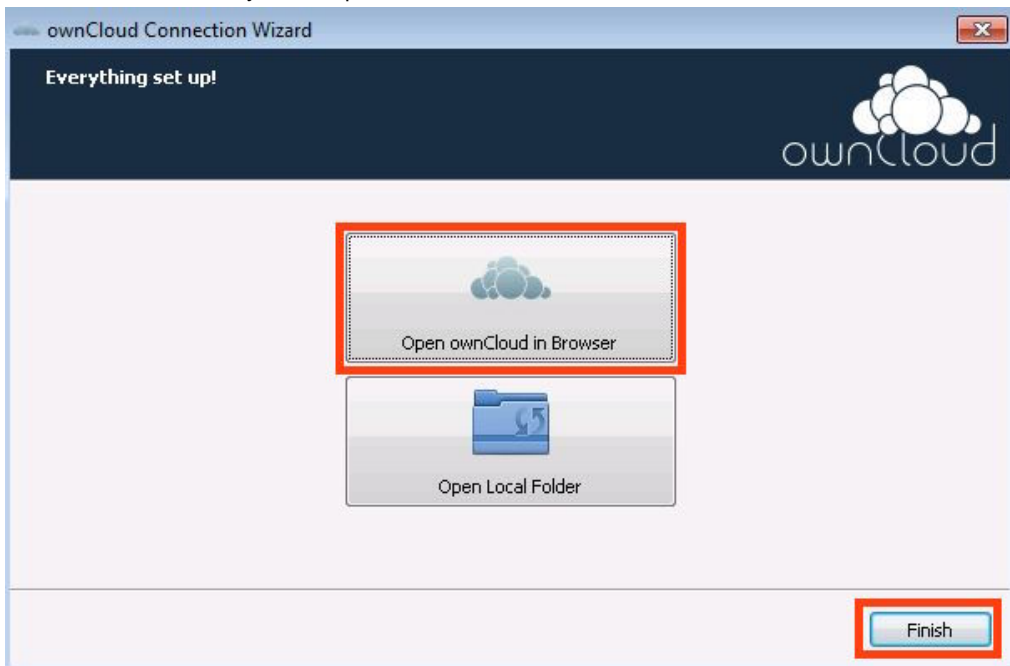 ownCloud Connection Wizard
Everything set up!
ownCloud
Open ownCloud in Browser
Open Local Folder
Finish